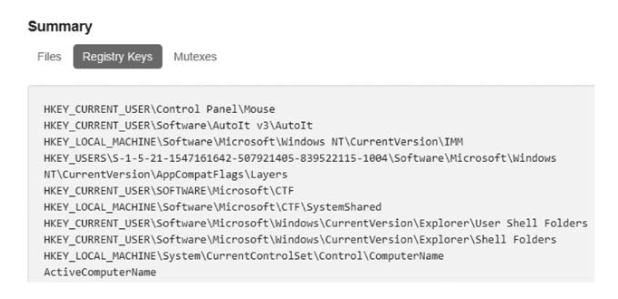 Summary
Files Registry Keys Mutexes
HKEY_CURRENT_USER\Control Panel\Mouse
HKEY_CURRENT_USER\Software\AutoIt v3\AutoIt
HKEY_LOCAL_MACHINE\Software\Microsoft\Windows NT\CurrentVersion\IMM
HKEY_USERS\S-1-5-21-1547161642-507921405-839522115-1004\Software\Microsoft\Windows
NT\CurrentVersion\AppCompatFlags\Layers
HKEY_CURRENT_USER\SOFTWARE\Microsoft\CTF
HKEY_LOCAL_MACHINE\Software\Microsoft\CTF\SystemShared
HKEY_CURRENT_USER\Software\Microsoft\Windows\CurrentVersion\Explorer\User Shell Folders
HKEY_CURRENT_USER\Software\Microsoft\Windows\CurrentVersion\Explorer\Shell Folders
HKEY_LOCAL_MACHINE\System\CurrentControlSet\Control\ComputerName
ActiveComputerName